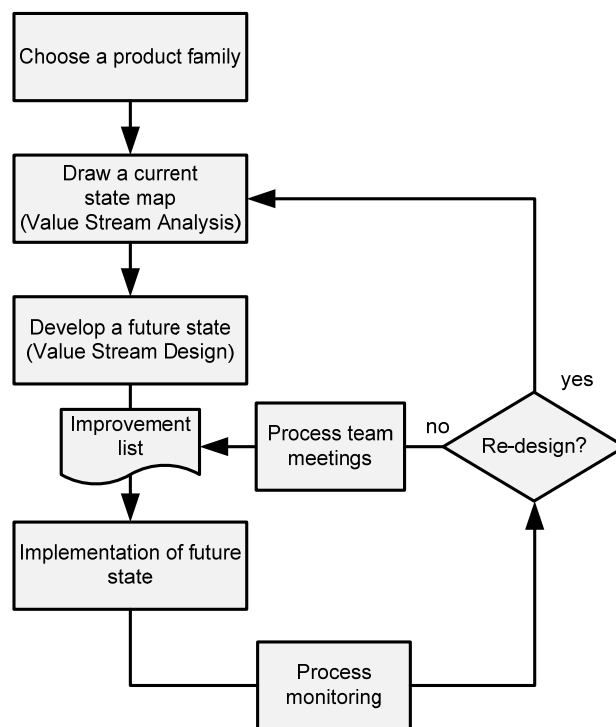 Choose a product family
Draw a current
state map
(Value Stream Analysis)
Develop a future state
(Value Stream Design)
Improvement
list
Process team
meetings
no
yes
Re-design?
Implementation of future
state
Process
monitoring